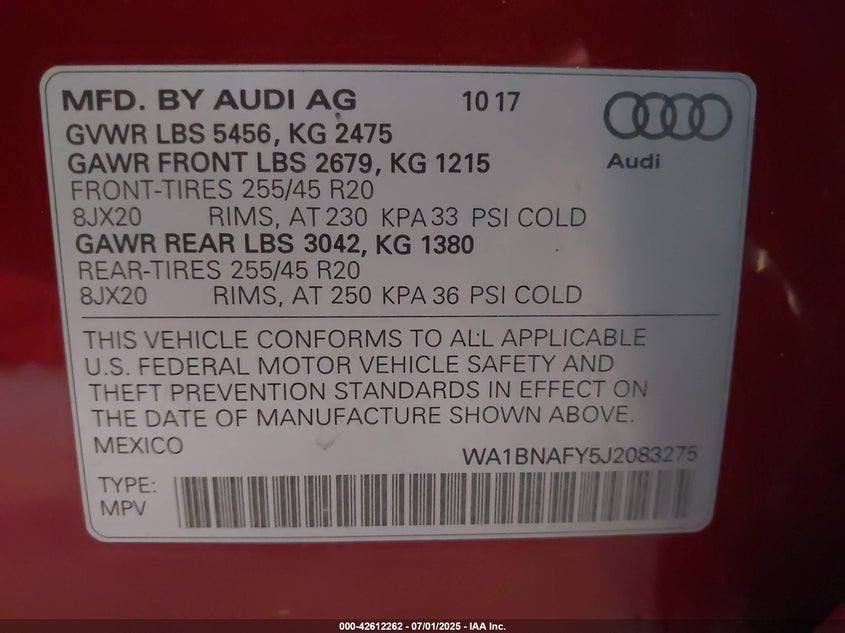 MFD. BY AUDI AG 10 17
Audi
GVWR LBS 5456, KG 2475
GAWR FRONT LBS 2679, KG 1215
FRONT-TIRES 255/45 R20
8JX20 RIMS, AT 230 KPA 33 PSI COLD
GAWR REAR LBS 3042, KG 1380
REAR-TIRES 255/45 R20
8JX20 RIMS, AT 250 KPA 36 PSI COLD
THIS VEHICLE CONFORMS TO ALL APPLICABLE
U.S. FEDERAL MOTOR VEHICLE SAFETY AND
THEFT PREVENTION STANDARDS IN EFFECT ON
THE DATE OF MANUFACTURE SHOWN ABOVE.
MEXICO WA1BNAFY5J2083275
TYPE:
MPV
000-42612262 - 07/01/2025 - IAA Inc.